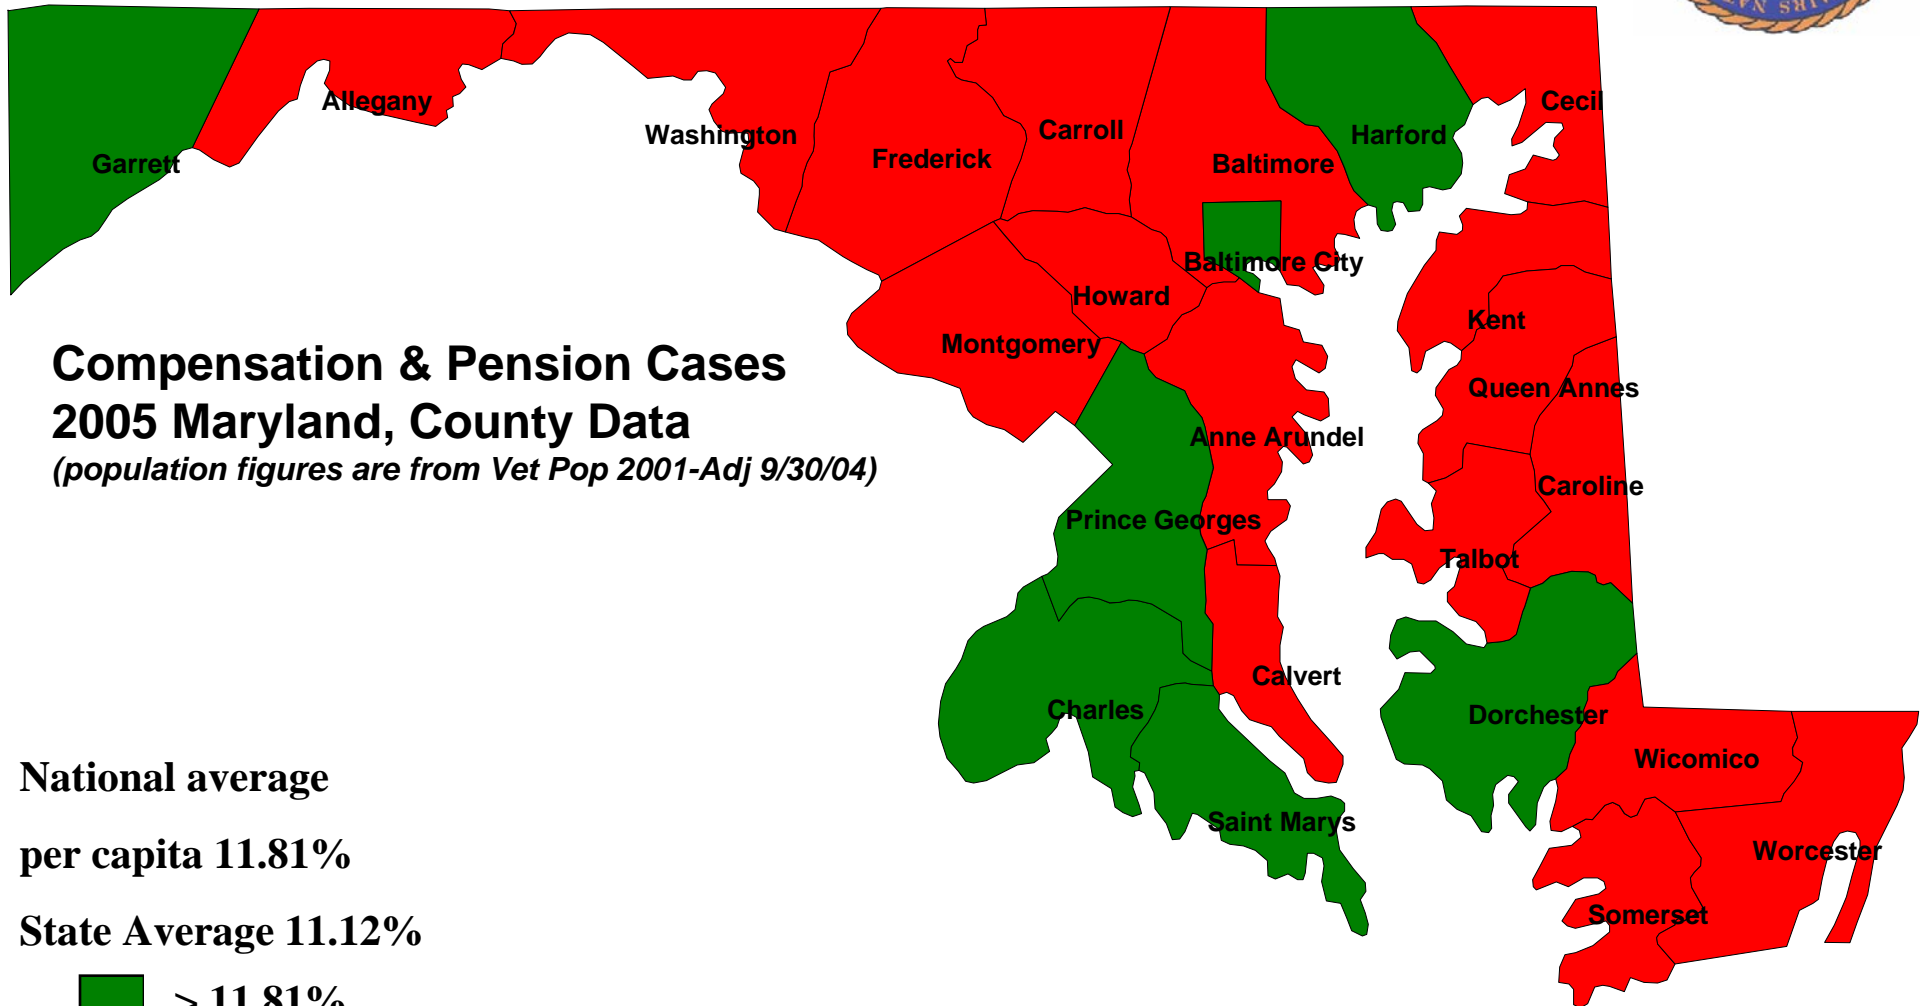 AIRS NAT
Allegany
Cecil
Washington
Carroll
Harford
Garrett
Frederick
Baltimore
Baltimore City
Howard
Kent
Montgomery
Compensation & Pension Cases
2005 Maryland, County Data
(population figures are from Vet Pop 2001-Adj 9/30/04)
Queen Annes
Anne Arundel
Caroline
Prince Georges
Talbot
Calvert
Charles
Dorchester
Wicomico
National average
per capita 11.81%
State Average 11.12%
Saint Marys
Worcester
Somerset
> 11.81%